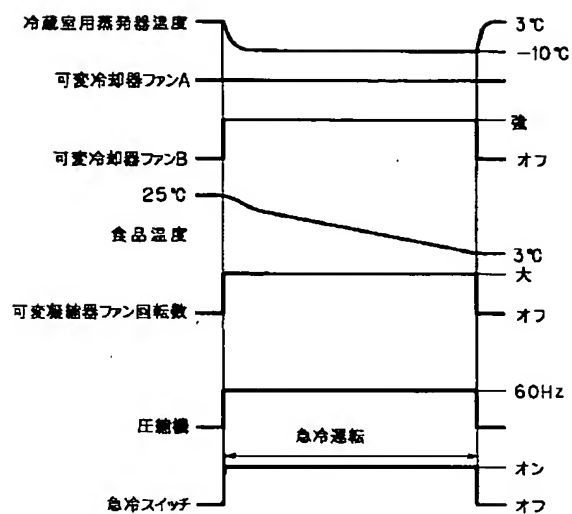 冷蔵室用蒸発器温度
3℃
-10℃
可変冷却器ファンA
強
可変冷却器ファンB
オフ
25℃
食品温度
3℃
大
可変凝縮器ファン回転数
オフ
60Hz
圧縮機
急冷運転
オン
急冷スイッチ
オフ